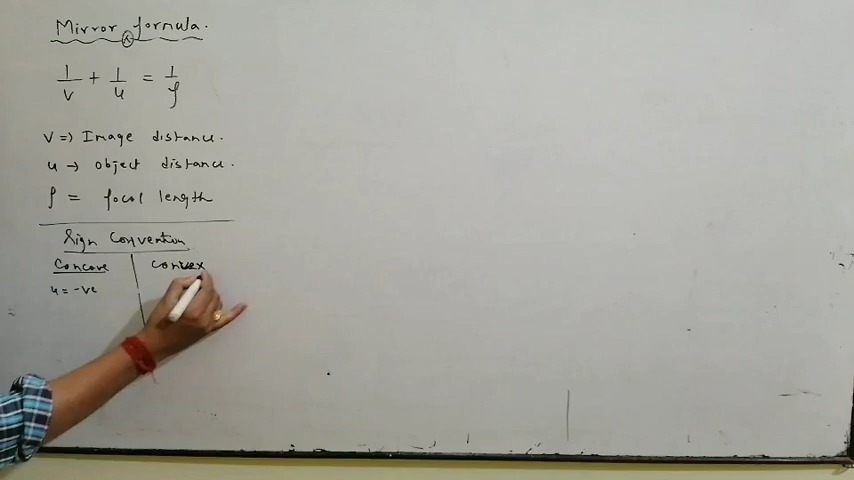 Mirror formula.
1/v + 1/u = 1/f
v => Image distance.
u → object distance.
f = focal length
Sign Convention
Concave convex
u = -ve